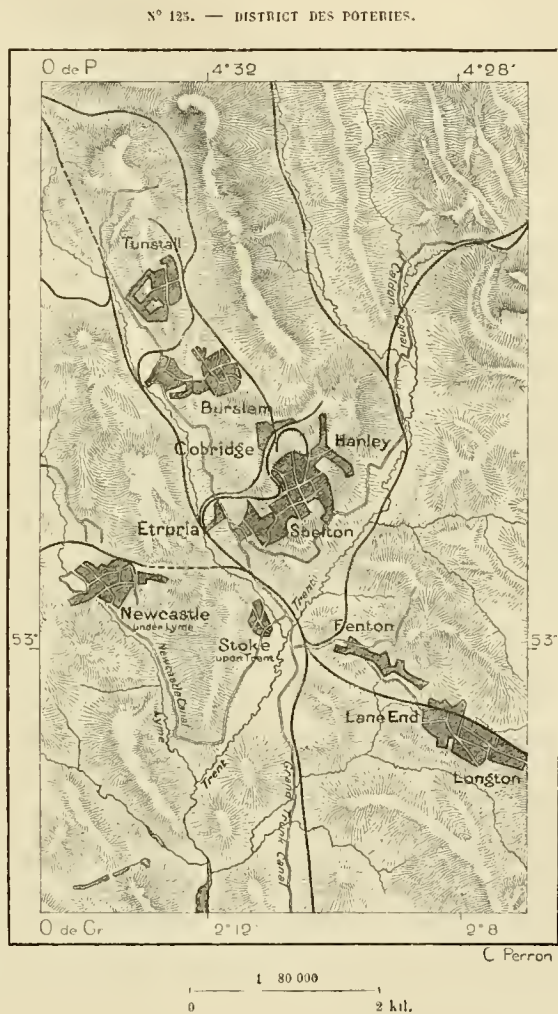 N° 125. — DISTRICT DES POTERIES.
O de P
4°32'
4°28'
Tunstall
Caldon Canal
Burslem
Cobridge
Hanley
Etruria
Shelton
Trent
Newcastle
under Lyme
Fenton
53°
Stoke
upon Trent
53°
Newcastle Canal
Lyme
Lane End
Trent
Longton
Grand Trunk Canal
O de Gr
2°12'
2°8
C. Perron
1 80 000
0
2 kil.